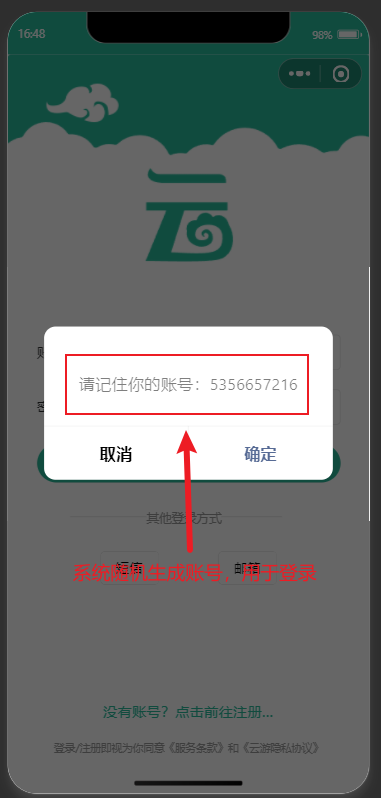 16:48
98%
云
账
请记住你的账号：5356657216
密
取消
确定
其他登录方式
短信
邮箱
系统随机生成账号，用于登录
没有账号？点击前往注册...
登录/注册即视为你同意《服务条款》和《云游隐私协议》